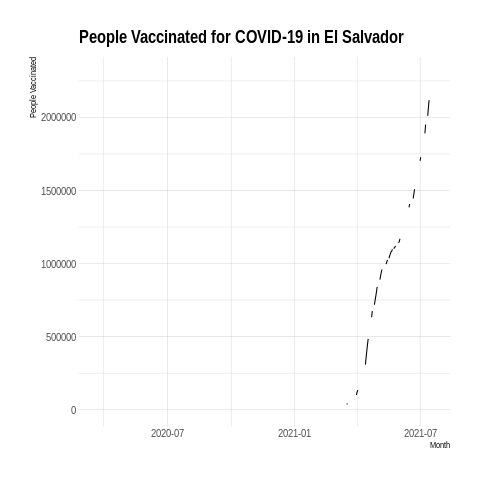 People Vaccinated for COVID-19 in El Salvador
People Vaccinated
2000000
1500000
1000000
500000
0
2020-07
2021-01
2021-07
Month